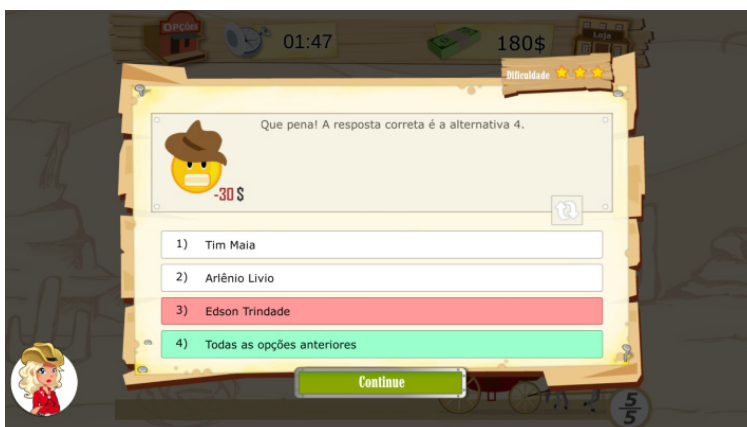 OPÇÕES
01:47
180$
Loja
Dificuldade
Que pena! A resposta correta é a alternativa 4.
-30 $
1) Tim Maia
2) Arlênio Livio
3) Edson Trindade
4) Todas as opções anteriores
Continue
5
5